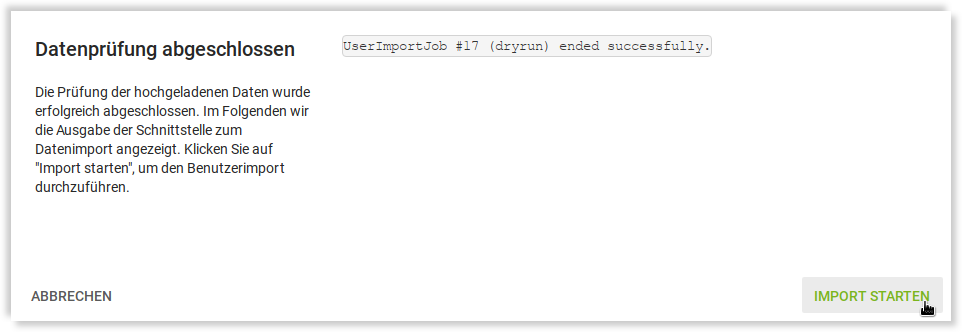 Datenprüfung abgeschlossen
UserImportJob #17 (dryrun) ended successfully.
Die Prüfung der hochgeladenen Daten wurde
erfolgreich abgeschlossen. Im Folgenden wir
die Ausgabe der Schnittstelle zum
Datenimport angezeigt. Klicken Sie auf
"Import starten", um den Benutzerimport
durchzuführen.
ABBRECHEN
IMPORT STARTEN